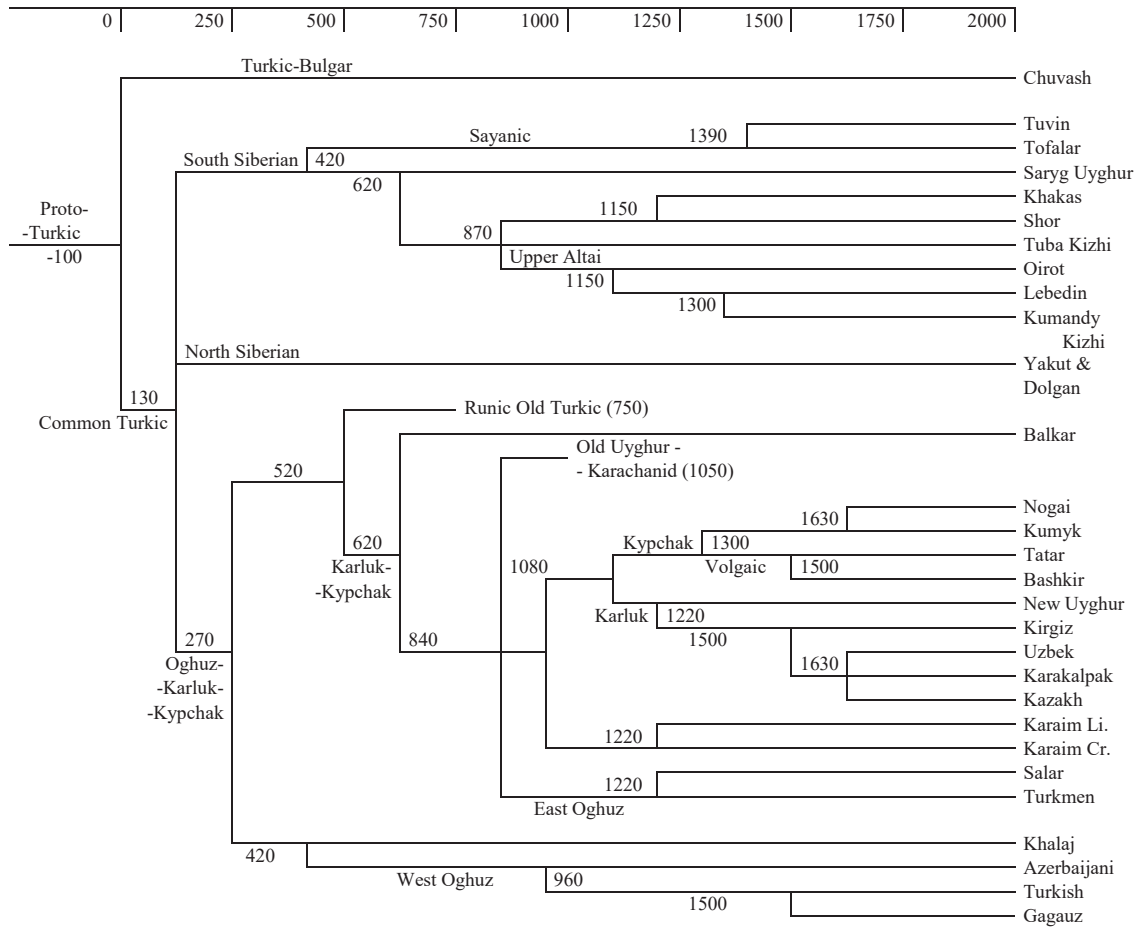 0 250 500 750 1000 1250 1500 1750 2000
Turkic-Bulgar
Chuvash
Tuvin
Sayanic 1390
Tofalar
South Siberian 420
Saryg Uyghur
620
Khakas
Proto-
1150
Shor
-Turkic
870
Tuba Kizhi
-100
Upper Altai
Oirot
1150
Lebedin
1300
Kumandy
Kizhi
North Siberian
Yakut &
Dolgan
130
Common Turkic
Runic Old Turkic (750)
Balkar
Old Uyghur -
- Karachanid (1050)
520
Nogai
1630
Kumyk
620
Kypchak 1300
Tatar
Karluk-
-Kypchak
1080
Volgaic 1500
Bashkir
New Uyghur
Karluk 1220
Kirgiz
270
840
1500
Uzbek
Oghuz-
-Karluk-
-Kypchak
1630
Karakalpak
Kazakh
Karaim Li.
1220
Karaim Cr.
Salar
1220
Turkmen
East Oghuz
Khalaj
420
Azerbaijani
West Oghuz 960
Turkish
1500
Gagauz